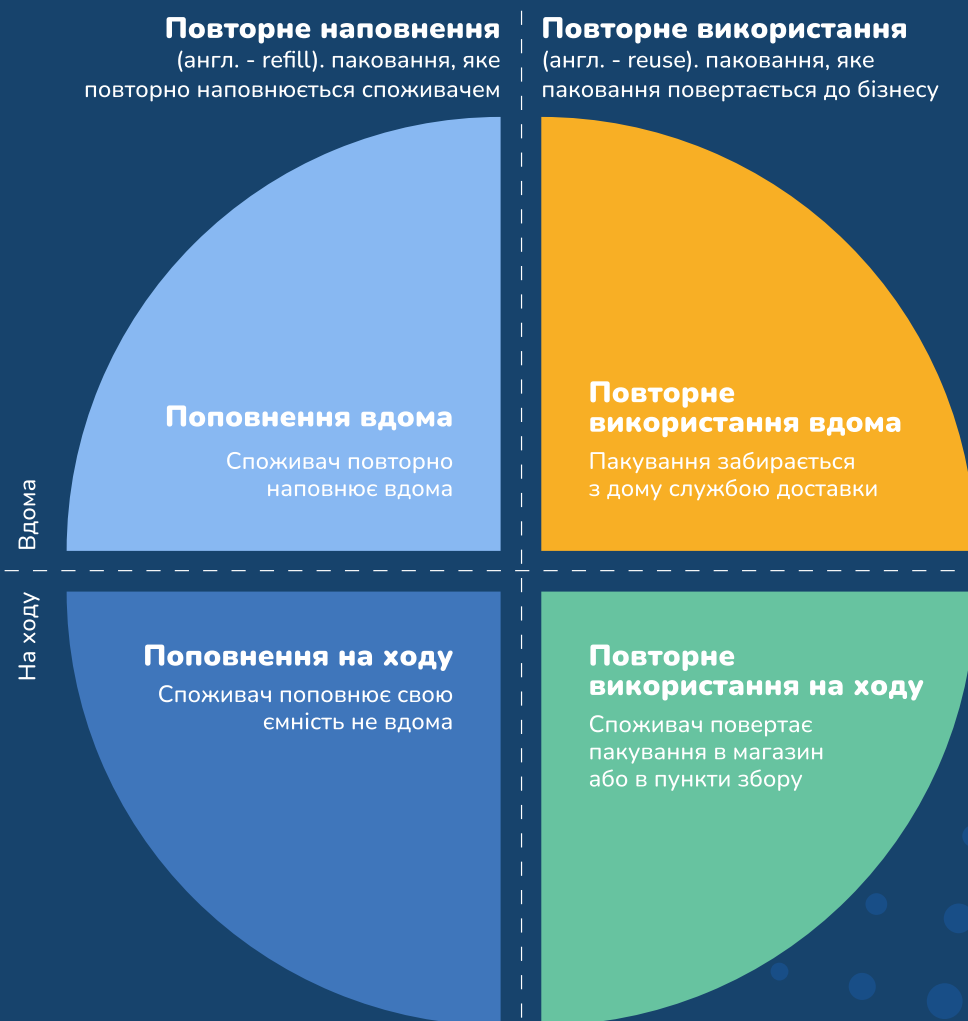 Повторне наповнення
(англ. - refill). паковання, яке
повторно наповнюється споживачем
Повторне використання
(англ. - reuse). паковання, яке
паковання повертається до бізнесу
Вдома
Поповнення вдома
Споживач повторно
наповнює вдома
Повторне
використання вдома
Пакування забирається
з дому службою доставки
На ходу
Поповнення на ходу
Споживач поповнює свою
ємність не вдома
Повторне
використання на ходу
Споживач повертає
пакування в магазин
або в пункти збору